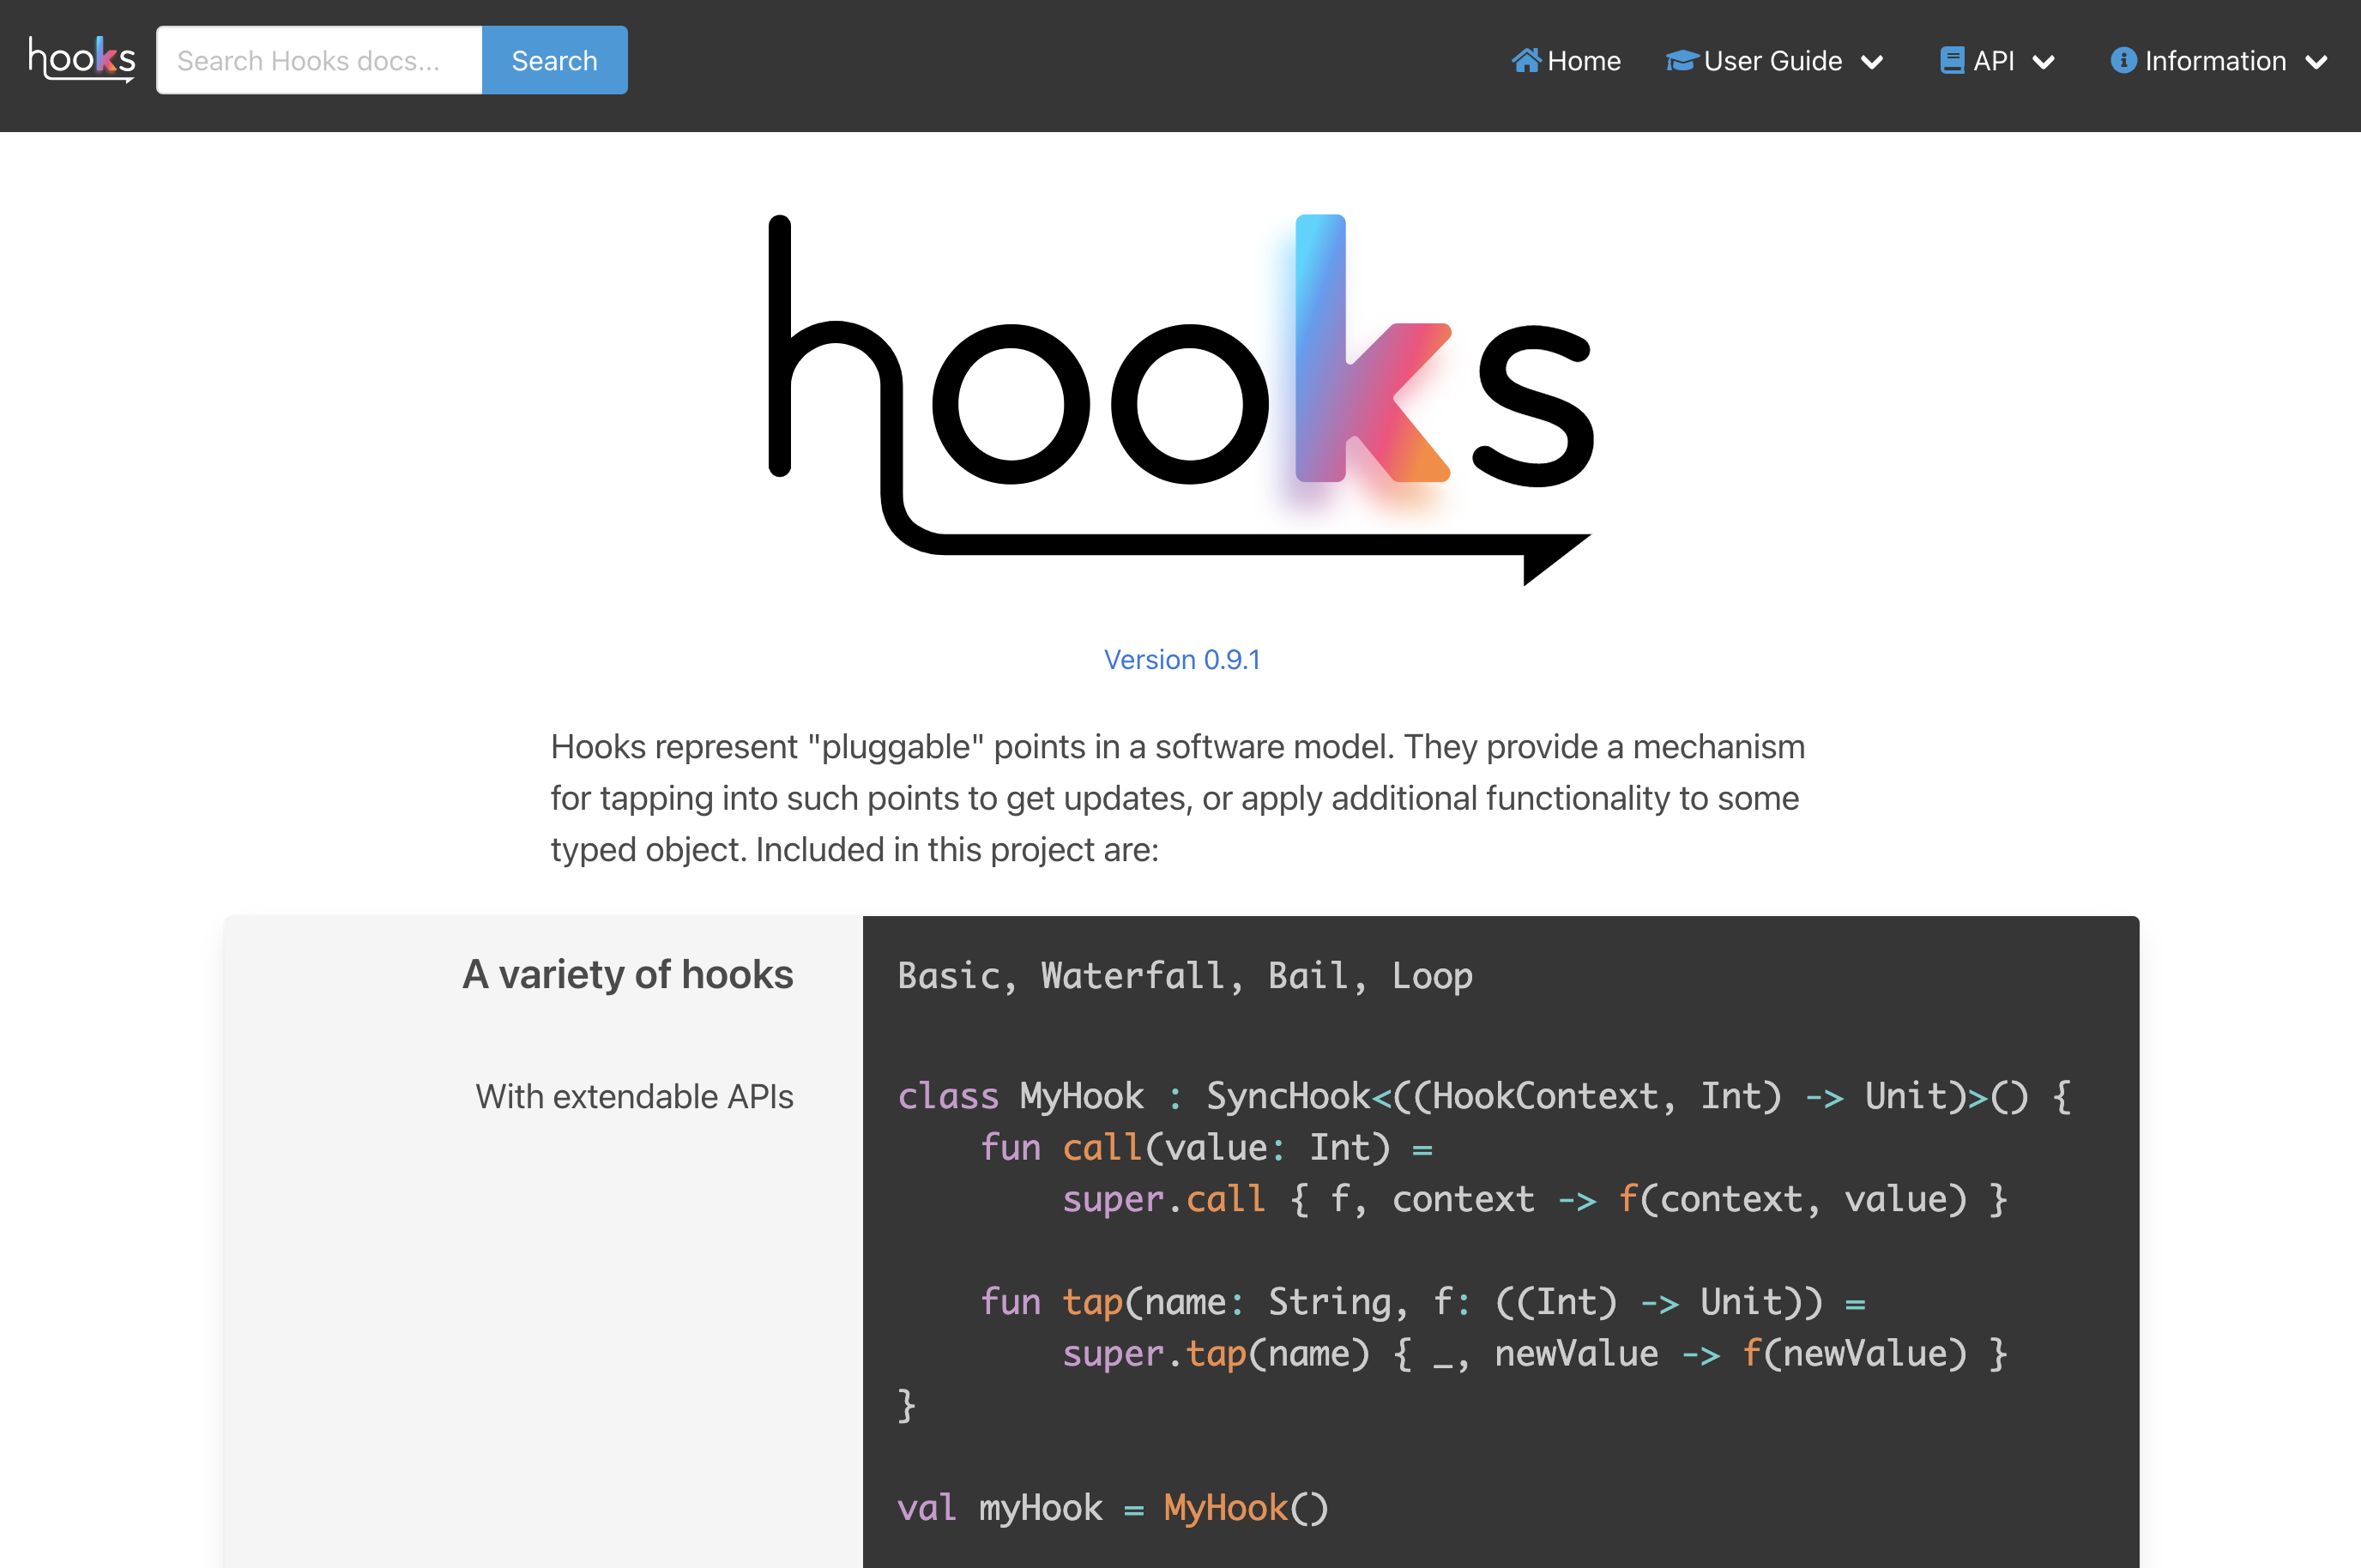 hooks
Search Hooks docs...
Search
Home
User Guide
API
Information
hooks
Version 0.9.1
Hooks represent "pluggable" points in a software model. They provide a mechanism
for tapping into such points to get updates, or apply additional functionality to some
typed object. Included in this project are:
A variety of hooks
Basic, Waterfall, Bail, Loop
With extendable APIs
class MyHook : SyncHook<((HookContext, Int) -> Unit)>() {
    fun call(value: Int) =
        super.call { f, context -> f(context, value) }
    fun tap(name: String, f: ((Int) -> Unit)) =
        super.tap(name) { _, newValue -> f(newValue) }
}
val myHook = MyHook()